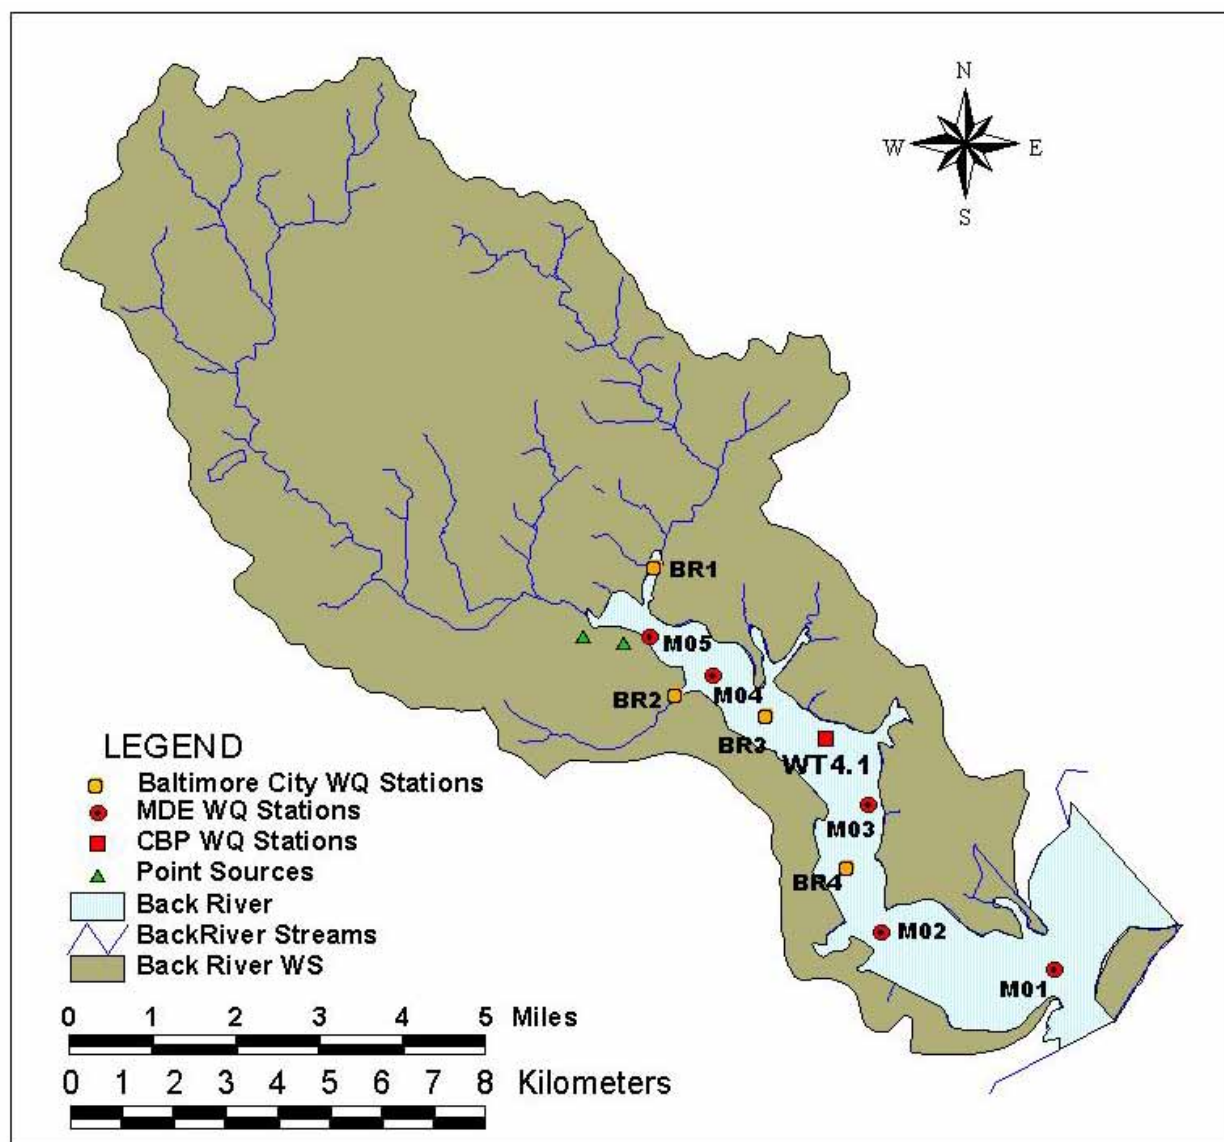 N
W E
S
BR1
M05
M04
BR2
BR3
WT4.1
M03
BR4
M02
M01
LEGEND
Baltimore City WQ Stations
MDE WQ Stations
CBP WQ Stations
Point Sources
Back River
BackRiver Streams
Back River WS
0 1 2 3 4 5 Miles
0 1 2 3 4 5 6 7 8 Kilometers